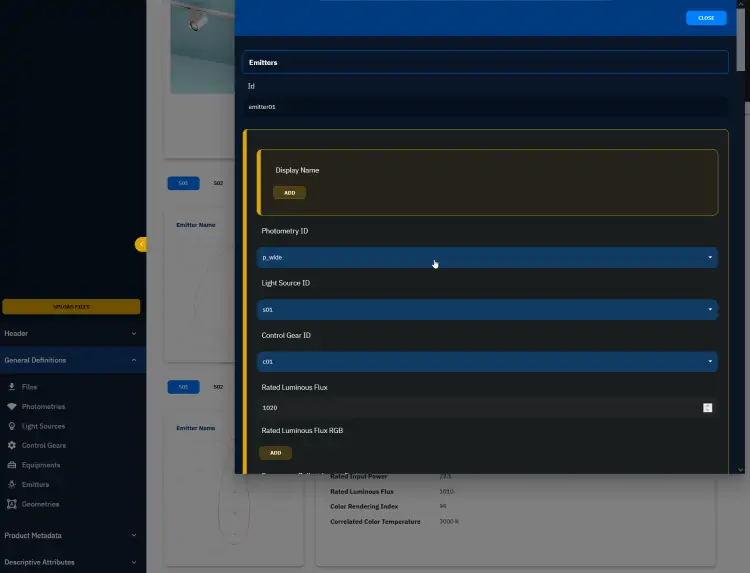 CLOSE
Emitters
Id
emitter01
Display Name
ADD
Photometry ID
p_wide
Light Source ID
s01
Control Gear ID
c01
Rated Luminous Flux
1020
Rated Luminous Flux RGB
ADD
S01
S02
Emitter Name
S01
S02
Emitter Name
UPLOAD FILES
Header
General Definitions
Files
Photometries
Light Sources
Control Gears
Equipments
Emitters
Geometries
Product Metadata
Descriptive Attributes
Rated Input Power
Rated Luminous Flux 1010
Color Rendering Index
Correlated Color Temperature 3000 K